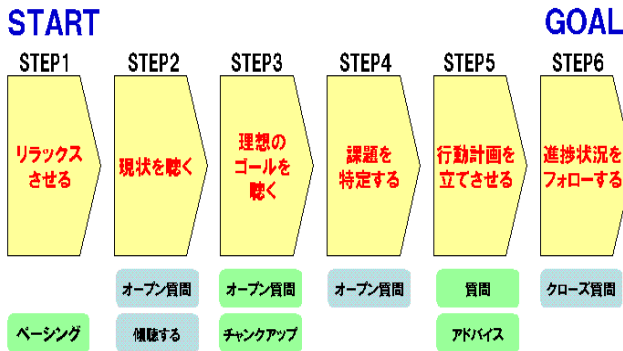 START
GOAL
STEP1
STEP2
STEP3
STEP4
STEP5
STEP6
リラックス
させる
現状を聴く
理想の
ゴールを
聴く
課題を
特定する
行動計画を
立てさせる
進捗状況を
フォローする
オープン質問
オープン質問
オープン質問
質問
クローズ質問
ペーシング
傾聴する
チャンクアップ
アドバイス